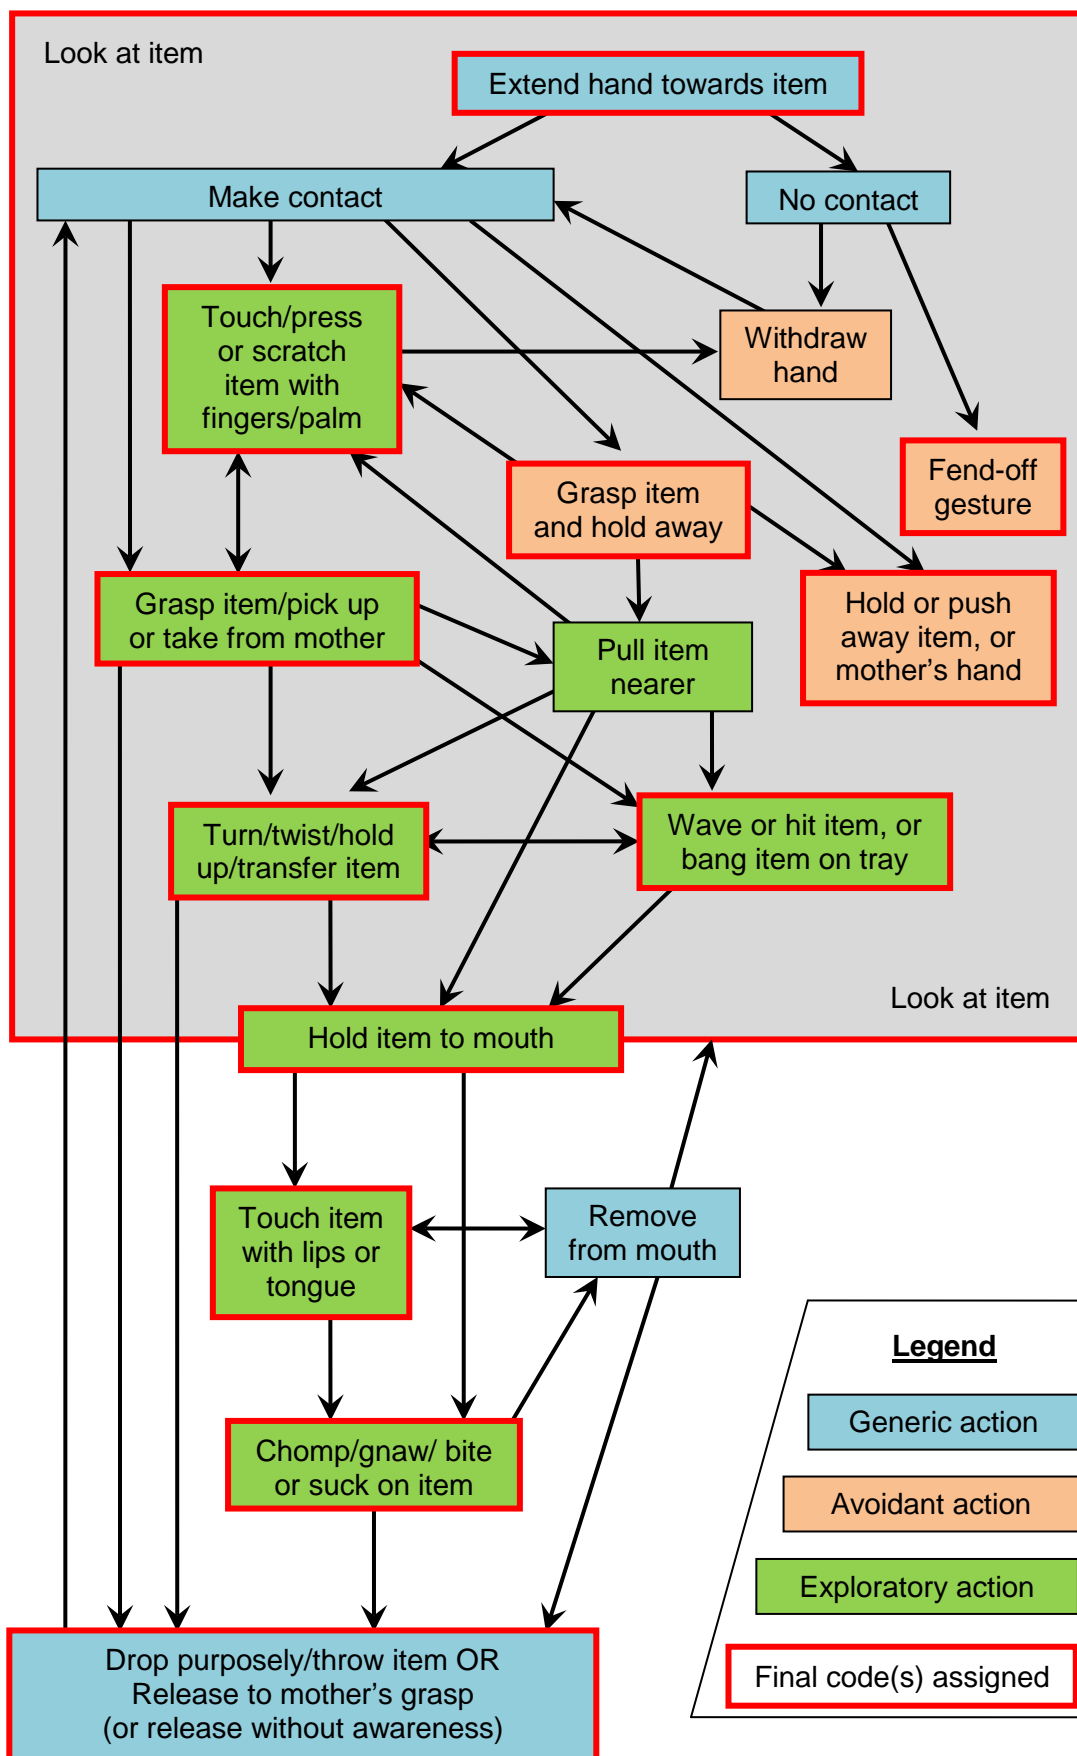 Look at item
Extend hand towards item
Make contact
No contact
Touch/press
or scratch
item with
fingers/palm
Withdraw
hand
Grasp item
and hold away
Fend-off
gesture
Grasp item/pick up
or take from mother
Pull item
nearer
Hold or push
away item, or
mother’s hand
Turn/twist/hold
up/transfer item
Wave or hit item, or
bang item on tray
Look at item
Hold item to mouth
Touch item
with lips or
tongue
Remove
from mouth
Chomp/gnaw/ bite
or suck on item
Drop purposely/throw item OR
Release to mother’s grasp
(or release without awareness)
Legend
Generic action
Avoidant action
Exploratory action
Final code(s) assigned